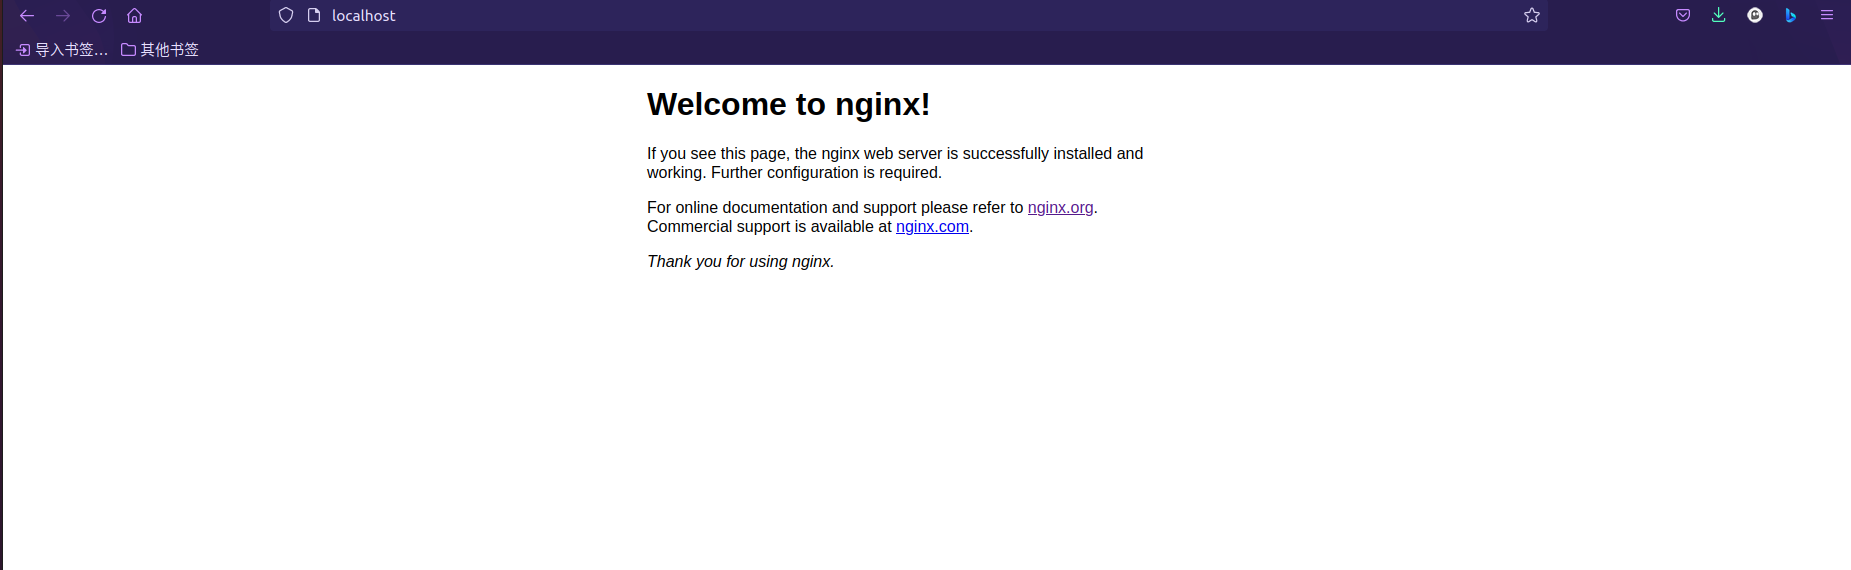 localhost
导入书签... 其他书签
Welcome to nginx!
If you see this page, the nginx web server is successfully installed and
working. Further configuration is required.
For online documentation and support please refer to nginx.org.
Commercial support is available at nginx.com.
Thank you for using nginx.